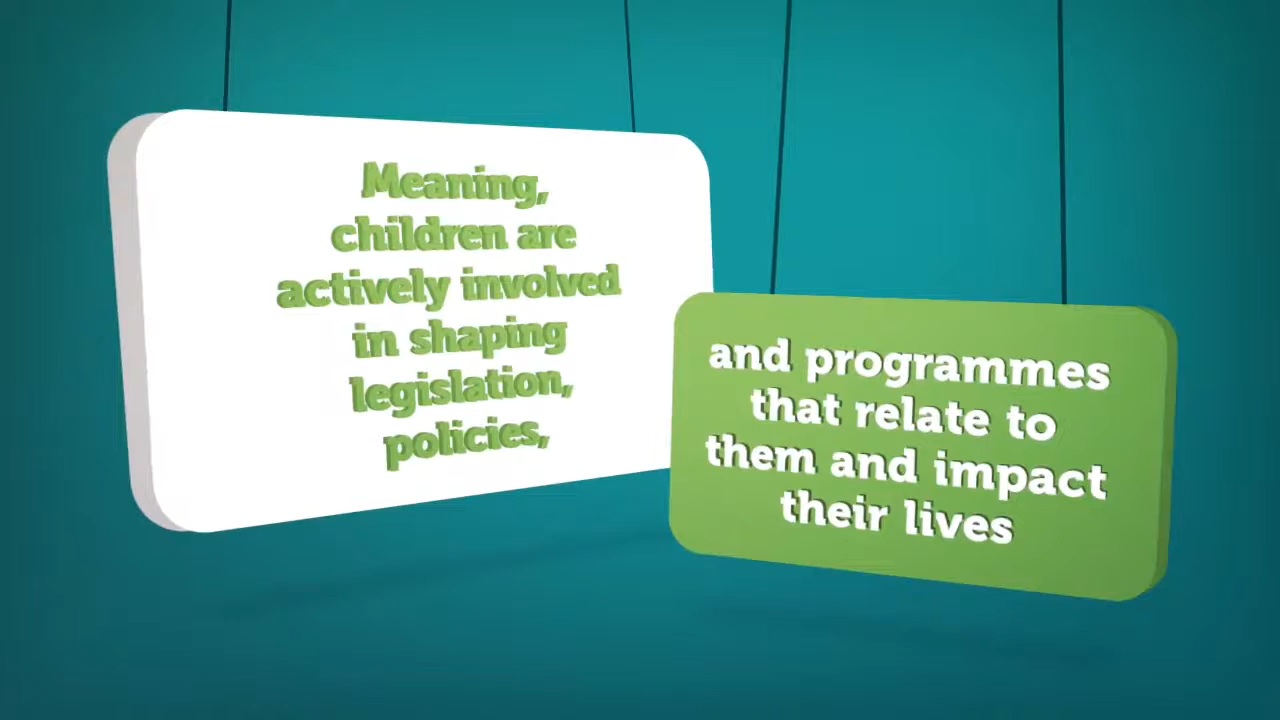 Meaning,
children are
actively involved
in shaping
legislation,
policies,
and programmes
that relate to
them and impact
their lives